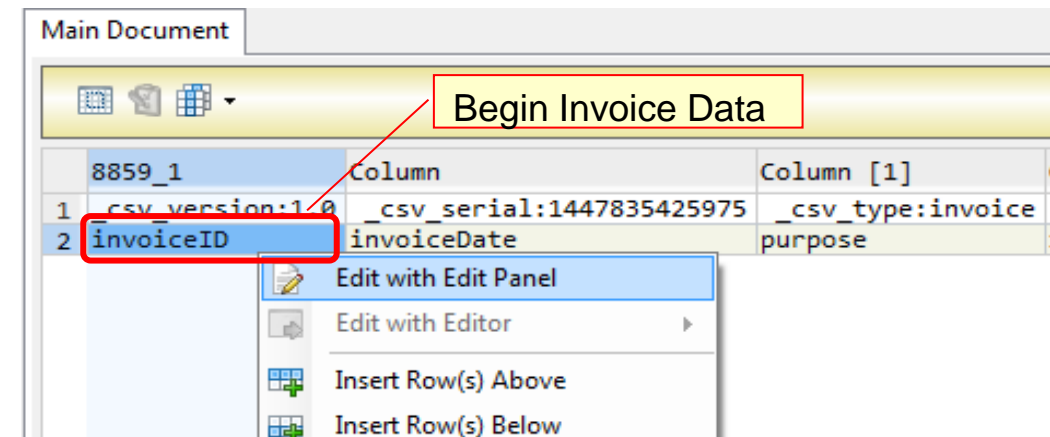 Main Document
Begin Invoice Data
8859_1 Column Column [1]
1 _csv_version:1.0 _csv_serial:1447835425975 _csv_type:invoice
2 invoiceID invoiceDate purpose
Edit with Edit Panel
Edit with Editor
Insert Row(s) Above
Insert Row(s) Below